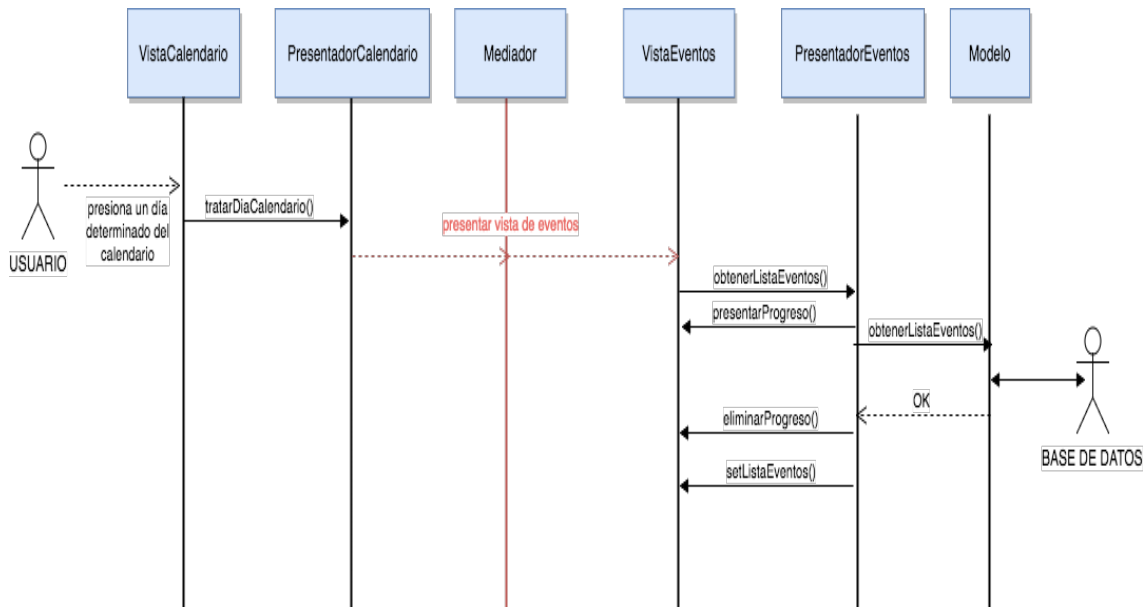 VistaCalendario
PresentadorCalendario
Mediador
VistaEventos
PresentadorEventos
Modelo
presiona un día
determinado del
calendario
USUARIO
tratarDiaCalendario()
presentar vista de eventos
obtenerListaEventos()
presentarProgreso()
obtenerListaEventos()
OK
eliminarProgreso()
BASE DE DATOS
setListaEventos()